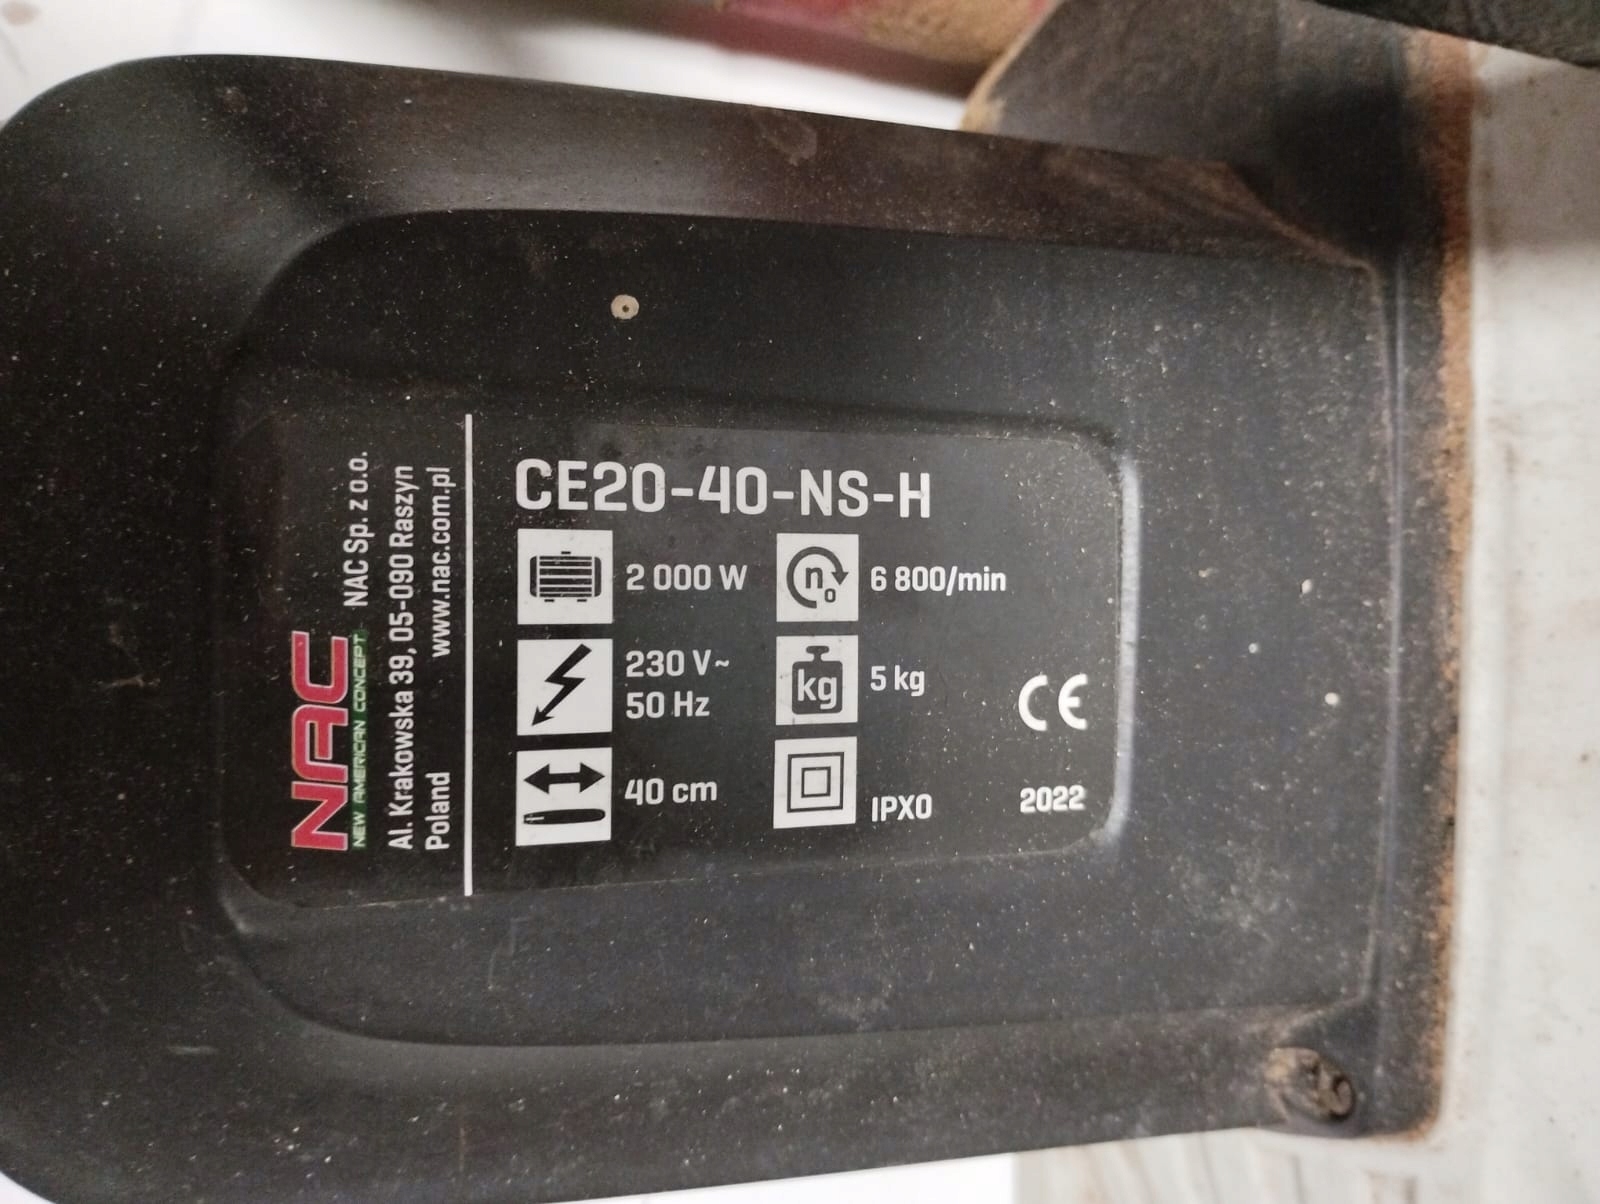 NAC
NEW AMERICAN CONCEPT
NAC Sp. z o.o.
Al. Krakowska 39, 05-090 Raszyn
Poland
www.nac.com.pl
CE20-40-NS-H
2 000 W
n0
6 800/min
230 V~
50 Hz
kg
5 kg
40 cm
IPX0
CE
2022